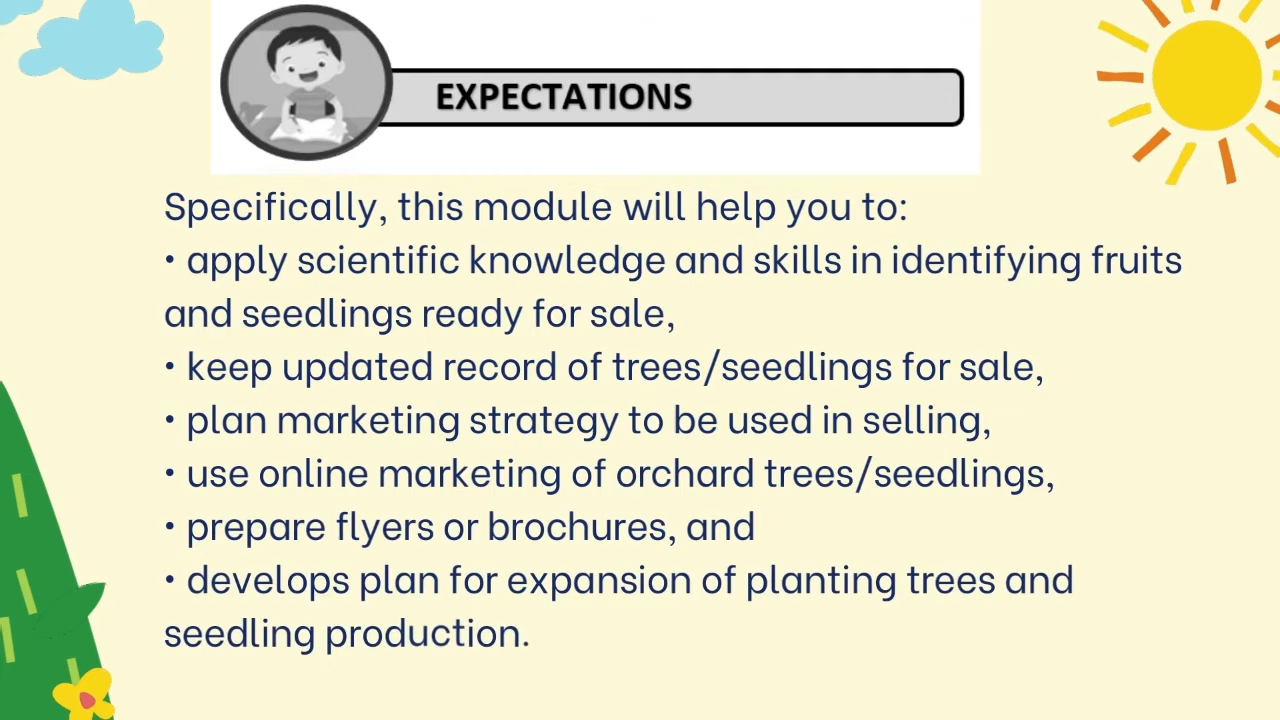 EXPECTATIONS
Specifically, this module will help you to:
• apply scientific knowledge and skills in identifying fruits
and seedlings ready for sale,
• keep updated record of trees/seedlings for sale,
• plan marketing strategy to be used in selling,
• use online marketing of orchard trees/seedlings,
• prepare flyers or brochures, and
• develops plan for expansion of planting trees and
seedling production.